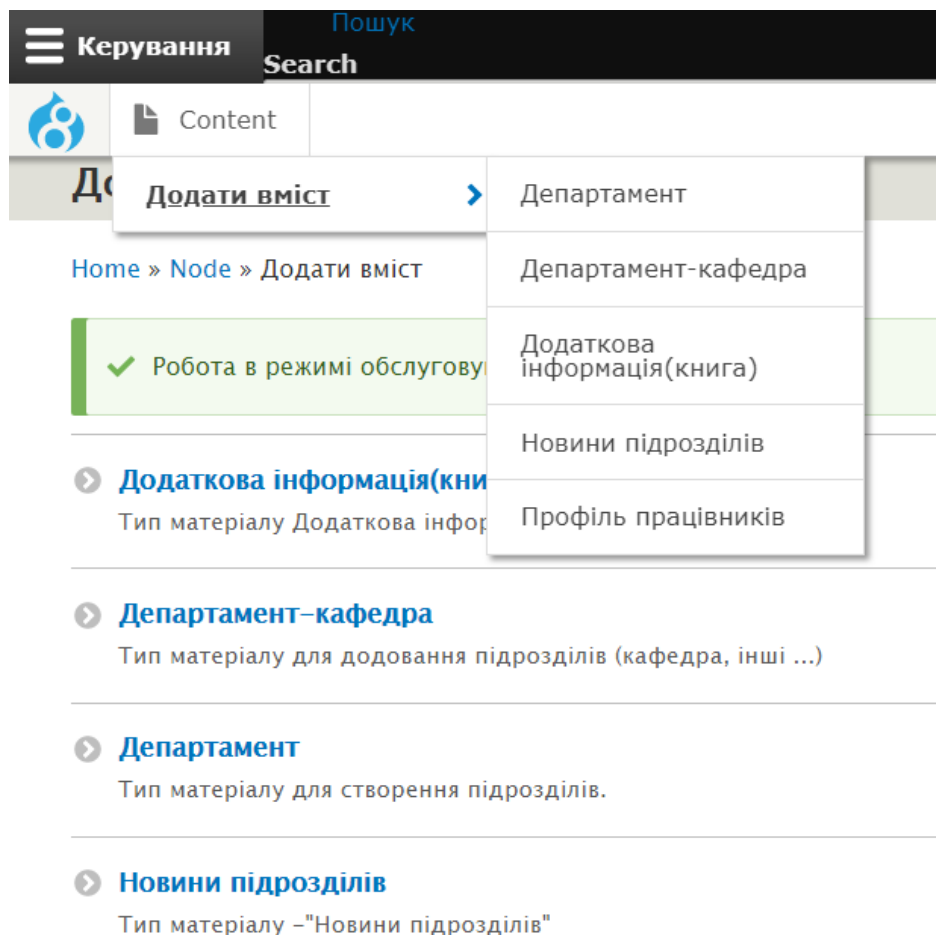 Пошук
Керування
Search
Content
До
Додати вміст
Департамент
Департамент-кафедра
Додаткова
інформація(книга)
Новини підрозділів
Профіль працівників
Home » Node » Додати вміст
Робота в режимі обслугову
Додаткова інформація(кни
Тип матеріалу Додаткова інфор
Департамент-кафедра
Тип матеріалу для додовання підрозділів (кафедра, інші ...)
Департамент
Тип матеріалу для створення підрозділів.
Новини підрозділів
Тип матеріалу -"Новини підрозділів"